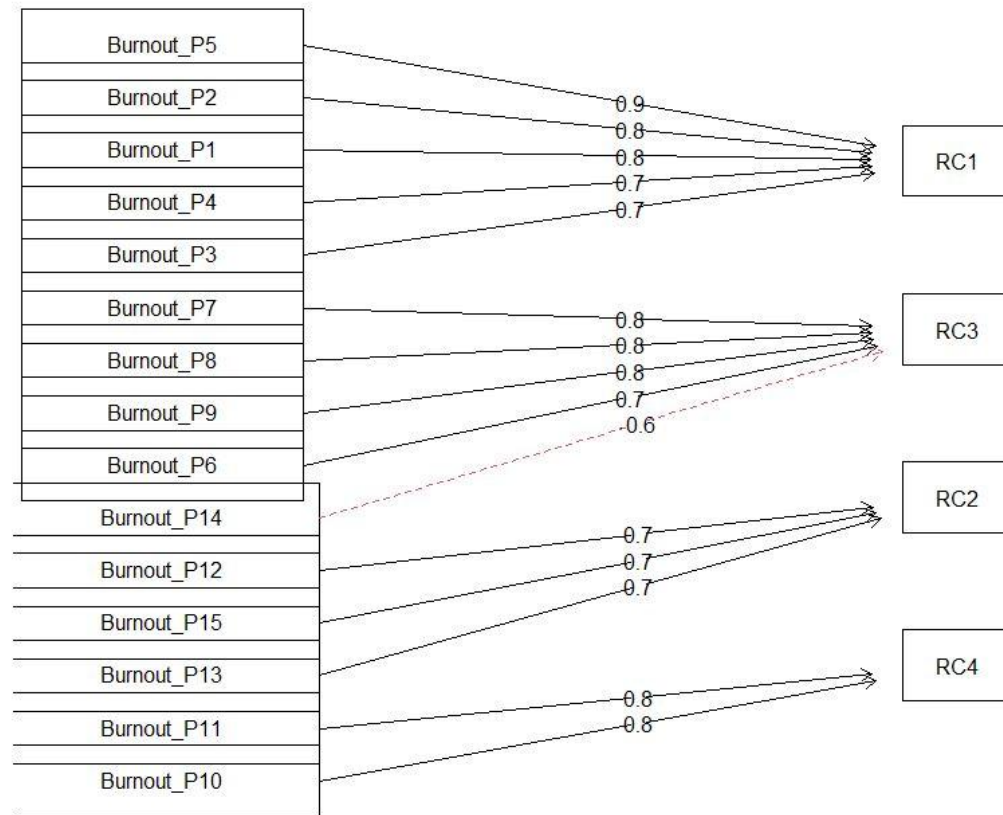 Burnout_P5
Burnout_P2
Burnout_P1
Burnout_P4
Burnout_P3
Burnout_P7
Burnout_P8
Burnout_P9
Burnout_P6
Burnout_P14
Burnout_P12
Burnout_P15
Burnout_P13
Burnout_P11
Burnout_P10
0.9
0.8
0.8
0.7
0.7
0.8
0.8
0.8
0.7
-0.6
0.7
0.7
0.7
0.8
0.8
RC1
RC3
RC2
RC4